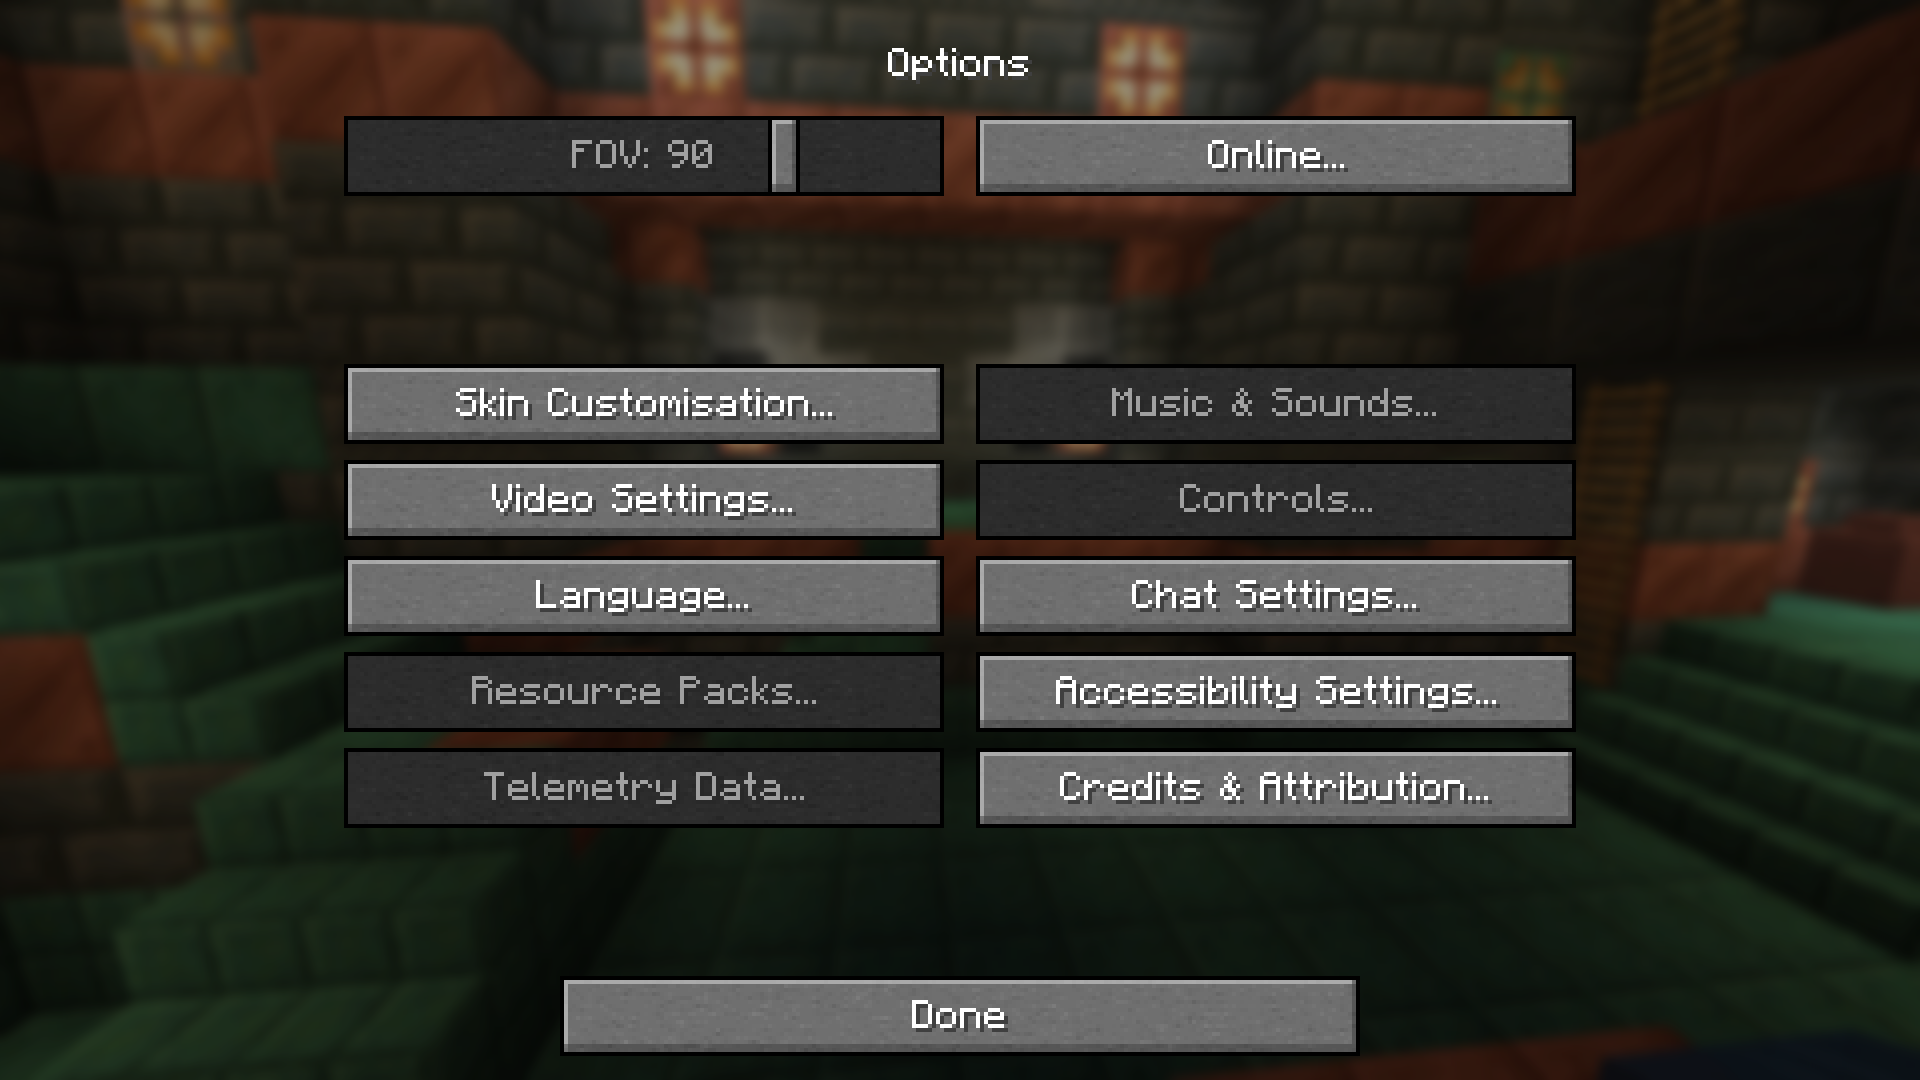 Options
FOV: 90
Online...
Skin Customisation...
Music & Sounds...
Video Settings...
Controls...
Language...
Chat Settings...
Resource Packs...
Accessibility Settings...
Telemetry Data...
Credits & Attribution...
Done